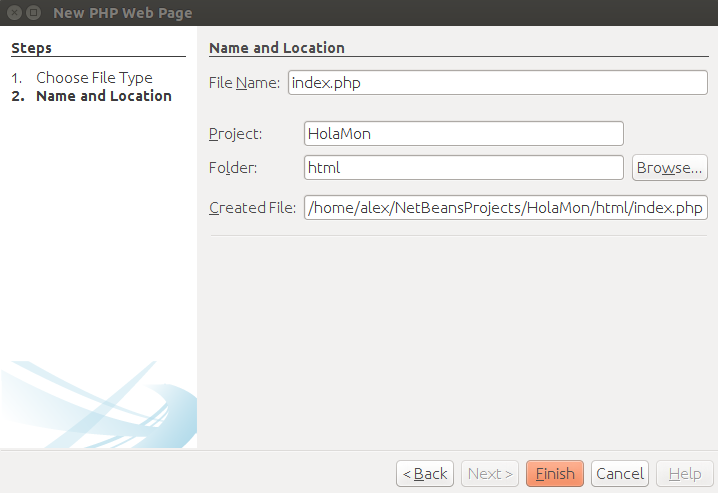 New PHP Web Page
Steps
1. Choose File Type
2. Name and Location
Name and Location
File Name: index.php
Project: HolaMon
Folder: html Browse...
Created File: /home/alex/NetBeansProjects/HolaMon/html/index.php
< Back Next > Finish Cancel Help